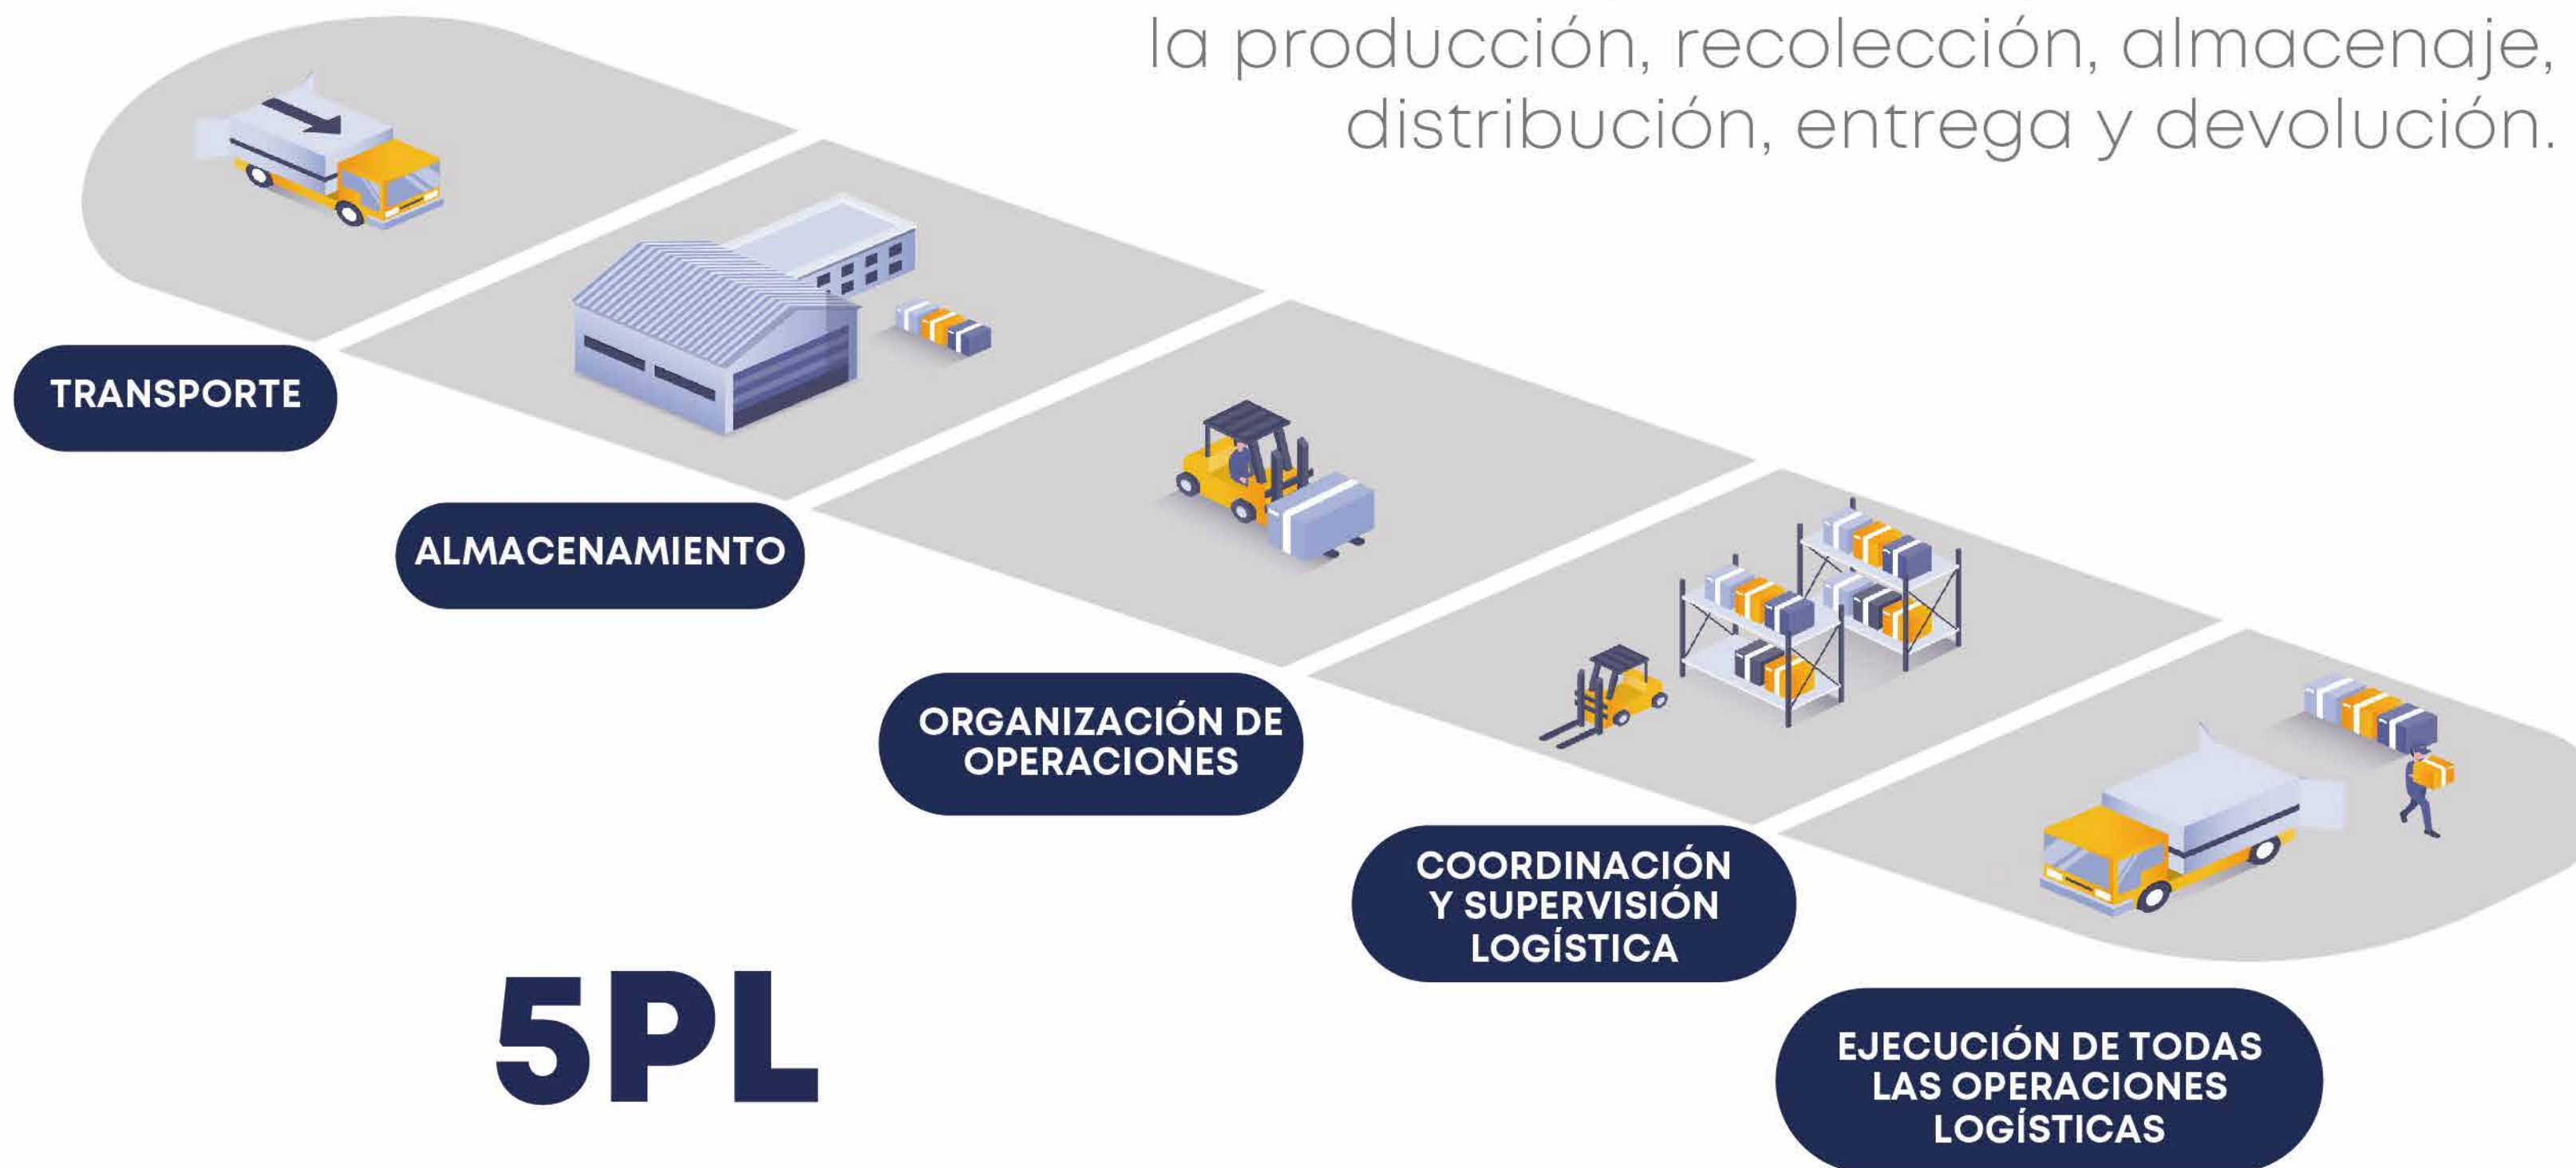 la producción, recolección, almacenaje,
distribución, entrega y devolución.
TRANSPORTE
ALMACENAMIENTO
ORGANIZACIÓN DE
OPERACIONES
COORDINACIÓN
Y SUPERVISIÓN
LOGÍSTICA
EJECUCIÓN DE TODAS
LAS OPERACIONES
LOGÍSTICAS
5PL